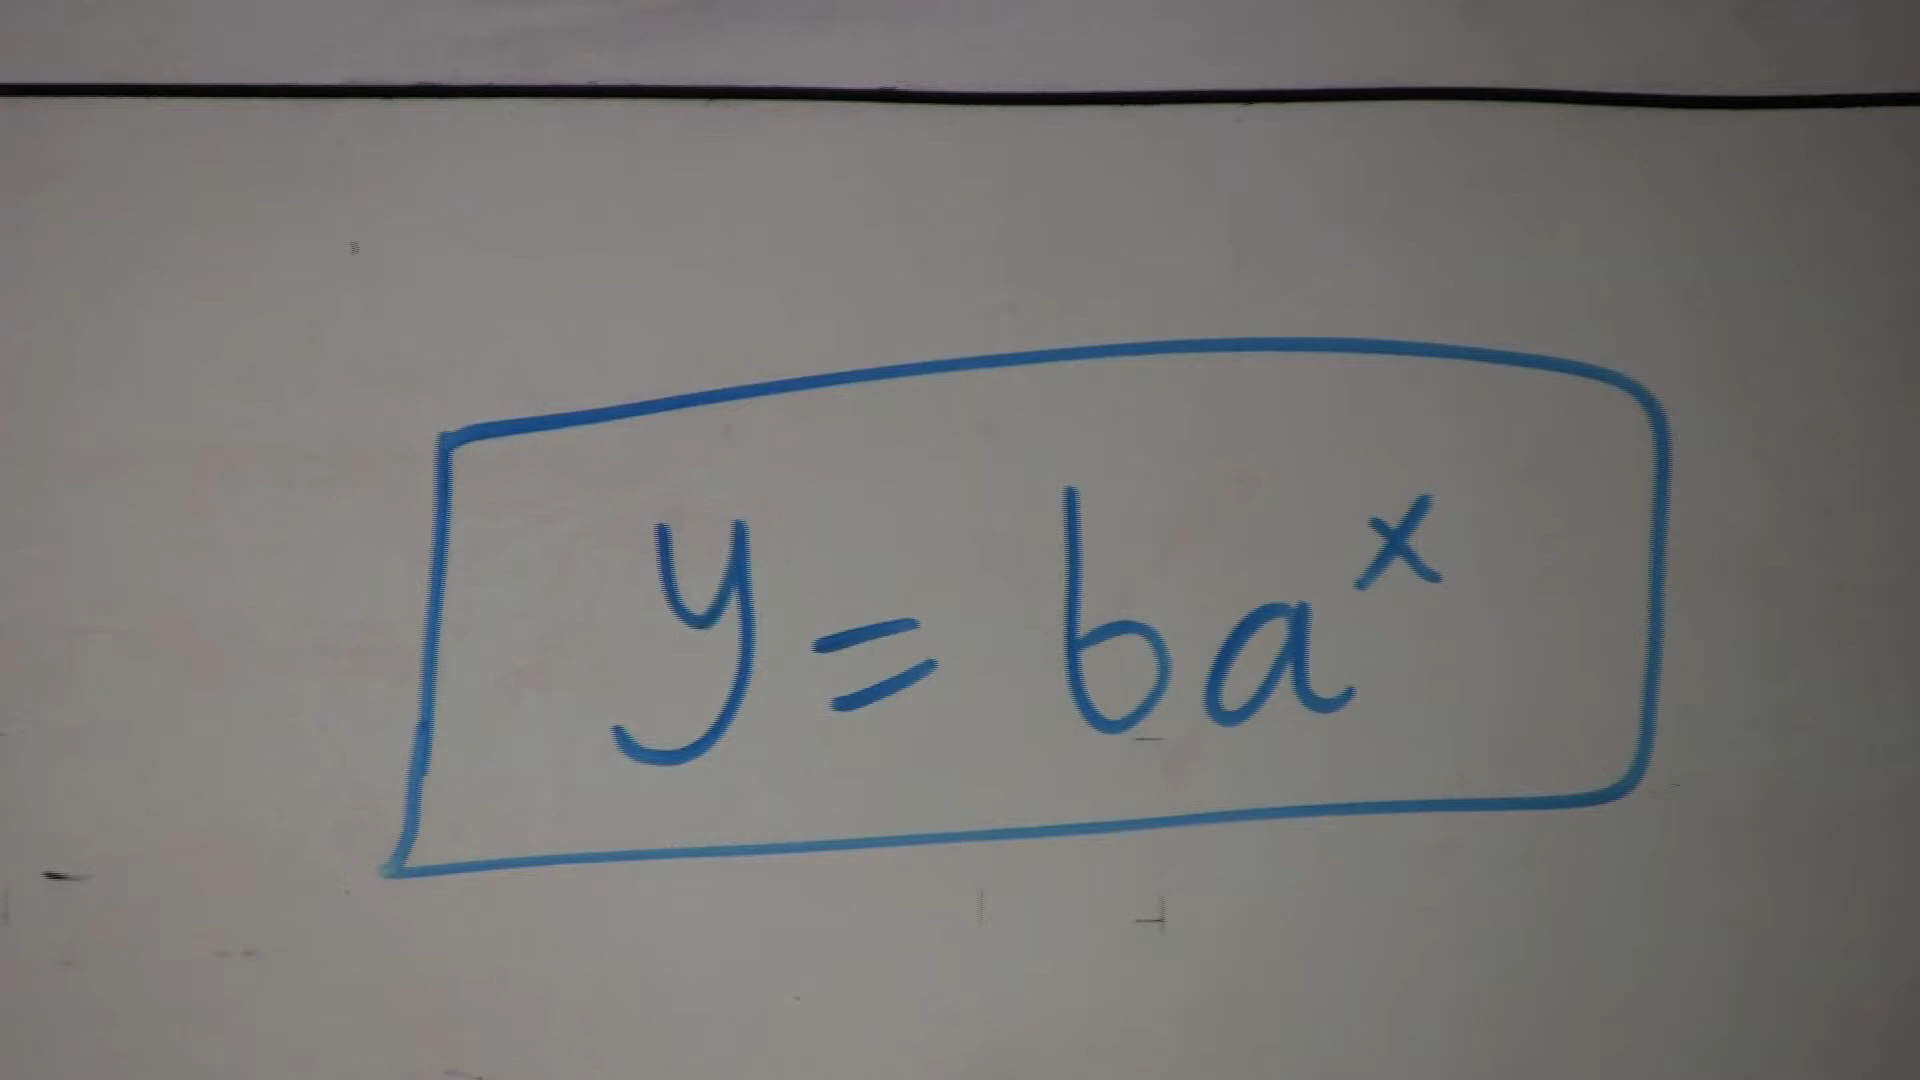 y = ba^x